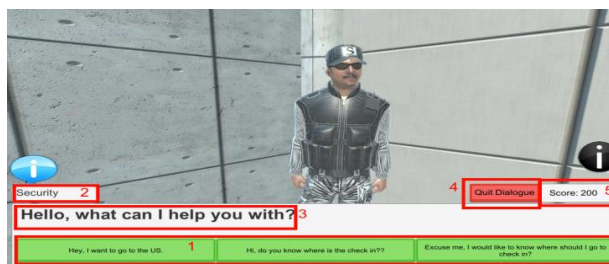 S
i
i
Security 2
4 Quit Dialogue
Score: 200 5
Hello, what can I help you with? 3
Hey, I want to go to the US. 1
Hi, do you know where is the check in??
Excuse me, I would like to know where should I go to
check in?